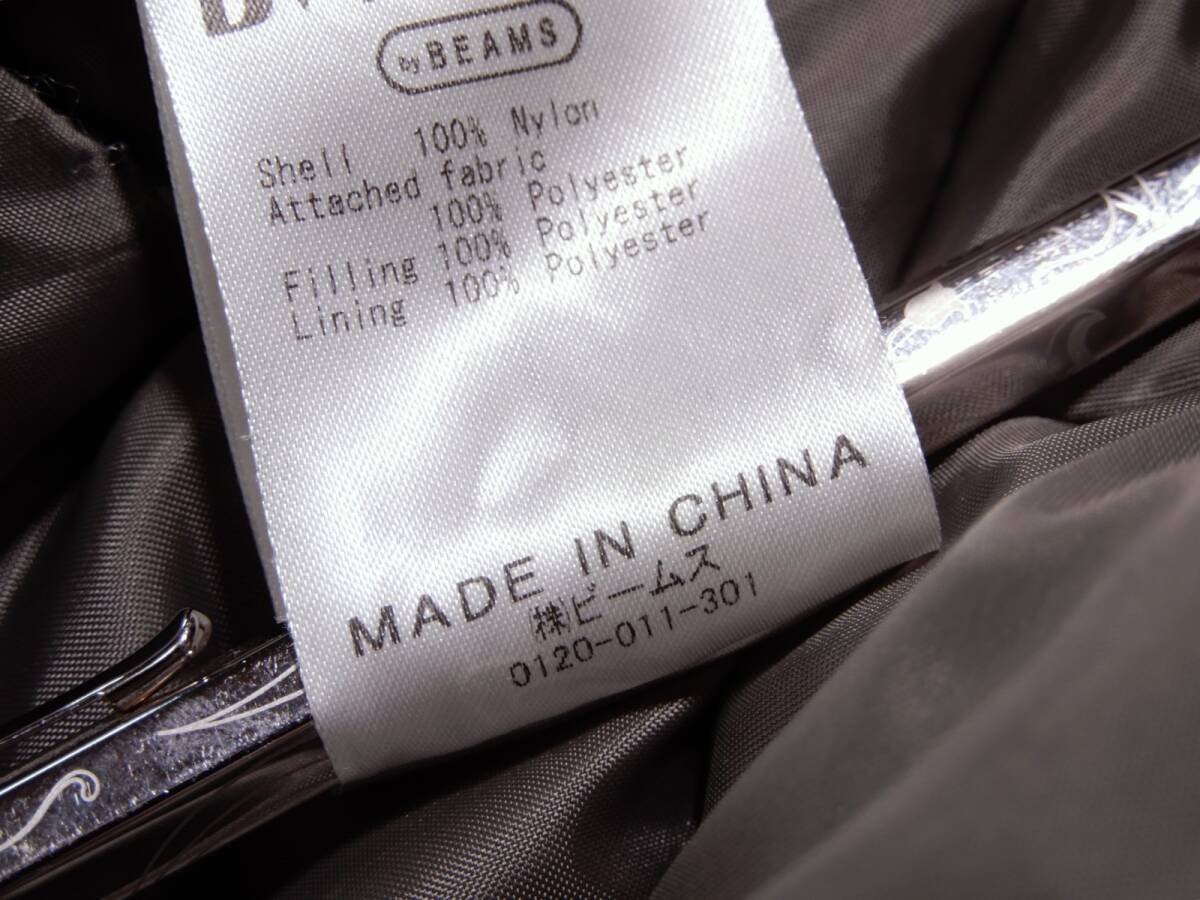 by BEAMS
Shell 100% Nylon
Attached fabric
100% Polyester
Filling 100% Polyester
Lining 100% Polyester
MADE IN CHINA
㈱ビームス
0120-011-301